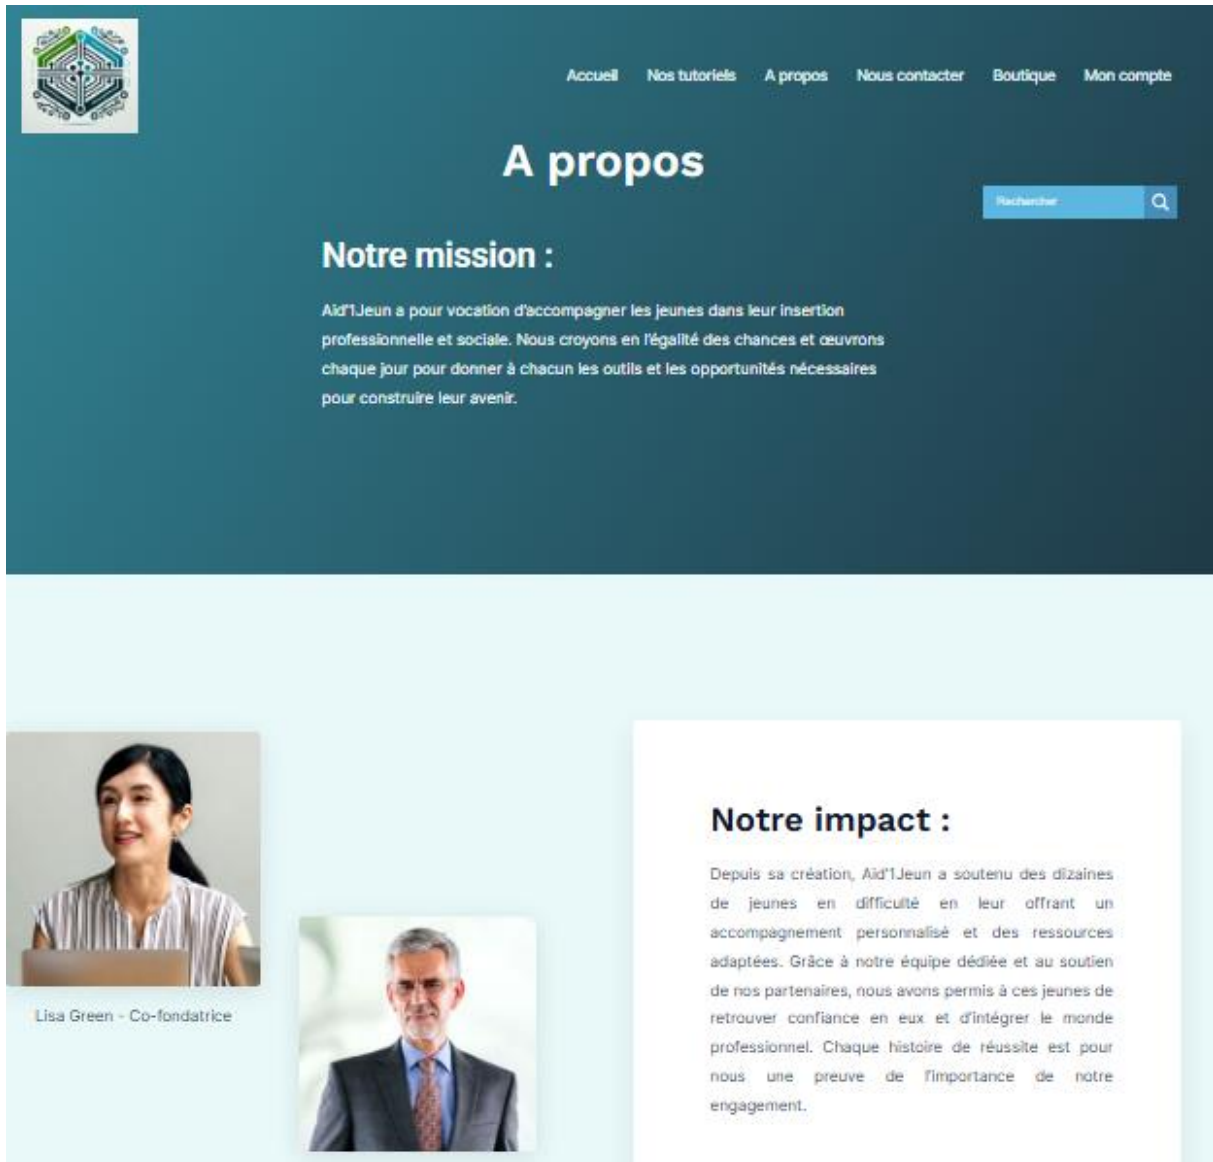 Accueil Nos tutoriels A propos Nous contacter Boutique Mon compte
A propos
Rechercher
Notre mission :
Aid'1Jeun a pour vocation d'accompagner les jeunes dans leur insertion
professionnelle et sociale. Nous croyons en l'égalité des chances et œuvrons
chaque jour pour donner à chacun les outils et les opportunités nécessaires
pour construire leur avenir.
Lisa Green - Co-fondatrice
Notre impact :
Depuis sa création, Aid'1Jeun a soutenu des dizaines
de jeunes en difficulté en leur offrant un
accompagnement personnalisé et des ressources
adaptées. Grâce à notre équipe dédiée et au soutien
de nos partenaires, nous avons permis à ces jeunes de
retrouver confiance en eux et d'intégrer le monde
professionnel. Chaque histoire de réussite est pour
nous une preuve de l'importance de notre
engagement.